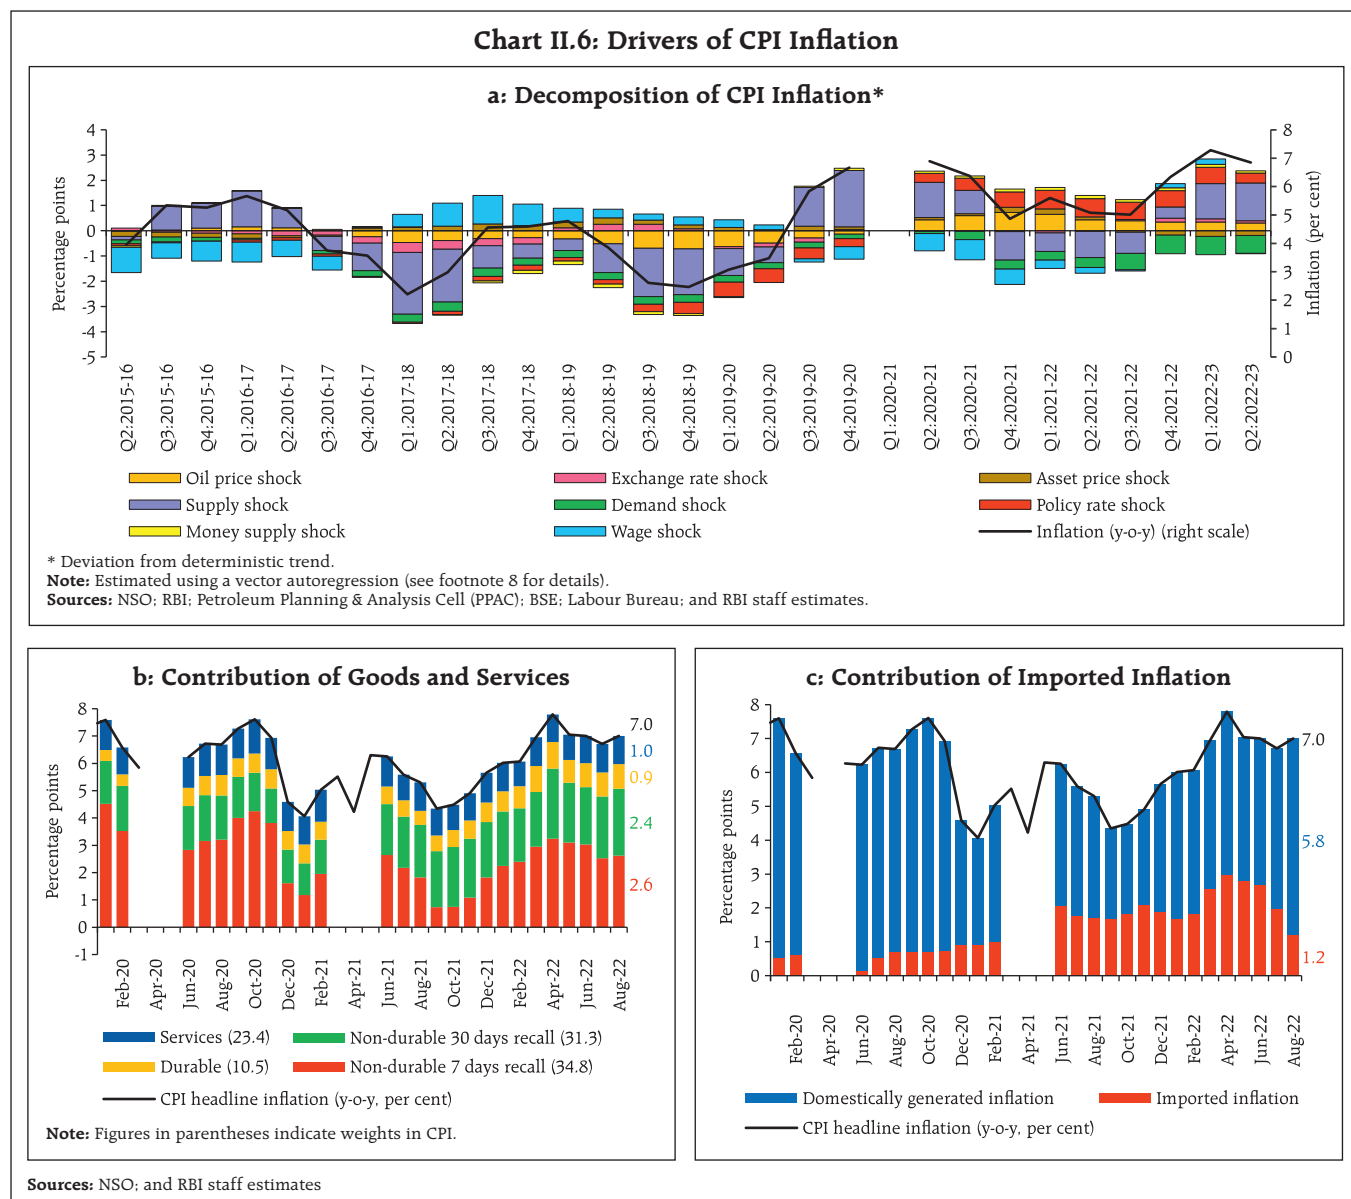 Chart II.6: Drivers of CPI Inflation
a: Decomposition of CPI Inflation*
Percentage points
4
3
2
1
0
-1
-2
-3
-4
-5
8
7
6
5
4
3
2
1
0
Inflation (per cent)
Q2:2015-16
Q3:2015-16
Q4:2015-16
Q1:2016-17
Q2:2016-17
Q3:2016-17
Q4:2016-17
Q1:2017-18
Q2:2017-18
Q3:2017-18
Q4:2017-18
Q1:2018-19
Q2:2018-19
Q3:2018-19
Q4:2018-19
Q1:2019-20
Q2:2019-20
Q3:2019-20
Q4:2019-20
Q1:2020-21
Q2:2020-21
Q3:2020-21
Q4:2020-21
Q1:2021-22
Q2:2021-22
Q3:2021-22
Q4:2021-22
Q1:2022-23
Q2:2022-23
Oil price shock
Exchange rate shock
Asset price shock
Supply shock
Demand shock
Policy rate shock
Money supply shock
Wage shock
Inflation (y-o-y) (right scale)
* Deviation from deterministic trend.
Note: Estimated using a vector autoregression (see footnote 8 for details).
Sources: NSO; RBI; Petroleum Planning & Analysis Cell (PPAC); BSE; Labour Bureau; and RBI staff estimates.
b: Contribution of Goods and Services
Percentage points
8
7
6
5
4
3
2
1
0
-1
7.0
1.0
0.9
2.4
2.6
Feb-20
Apr-20
Jun-20
Aug-20
Oct-20
Dec-20
Feb-21
Apr-21
Jun-21
Aug-21
Oct-21
Dec-21
Feb-22
Apr-22
Jun-22
Aug-22
Services (23.4)
Non-durable 30 days recall (31.3)
Durable (10.5)
Non-durable 7 days recall (34.8)
CPI headline inflation (y-o-y, per cent)
Note: Figures in parentheses indicate weights in CPI.
c: Contribution of Imported Inflation
Percentage points
8
7
6
5
4
3
2
1
0
7.0
5.8
1.2
Feb-20
Apr-20
Jun-20
Aug-20
Oct-20
Dec-20
Feb-21
Apr-21
Jun-21
Aug-21
Oct-21
Dec-21
Feb-22
Apr-22
Jun-22
Aug-22
Domestically generated inflation
Imported inflation
CPI headline inflation (y-o-y, per cent)
Sources: NSO; and RBI staff estimates